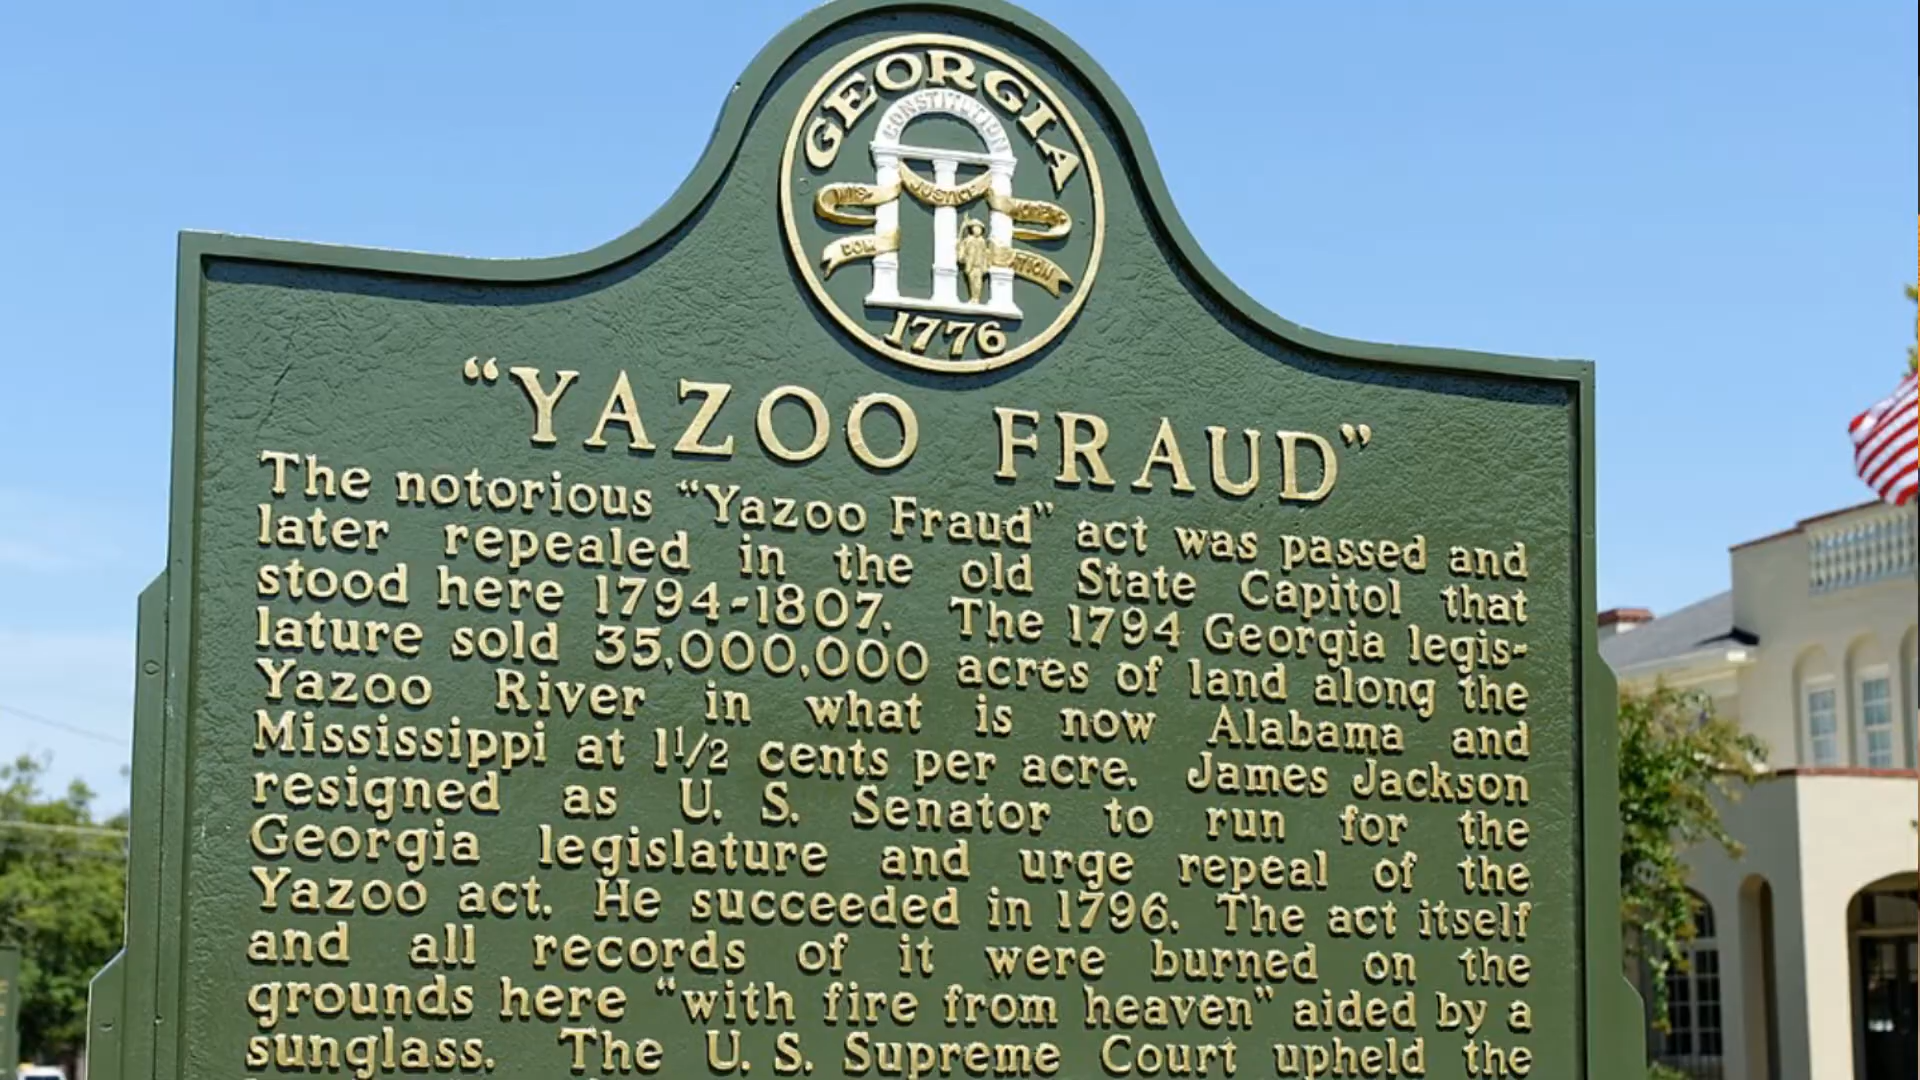 GEORGIA
CONSTITUTION
JUSTICE
1776
“YAZOO FRAUD”
The notorious “Yazoo Fraud” act was passed and
later repealed in the old State Capitol that
stood here 1794-1807. The 1794 Georgia legis-
lature sold 35,000,000 acres of land along the
Yazoo River in what is now Alabama and
Mississippi at 1½ cents per acre. James Jackson
resigned as U. S. Senator to run for the
Georgia legislature and urge repeal of the
Yazoo act. He succeeded in 1796. The act itself
and all records of it were burned on the
grounds here “with fire from heaven” aided by a
sunglass. The U. S. Supreme Court upheld the